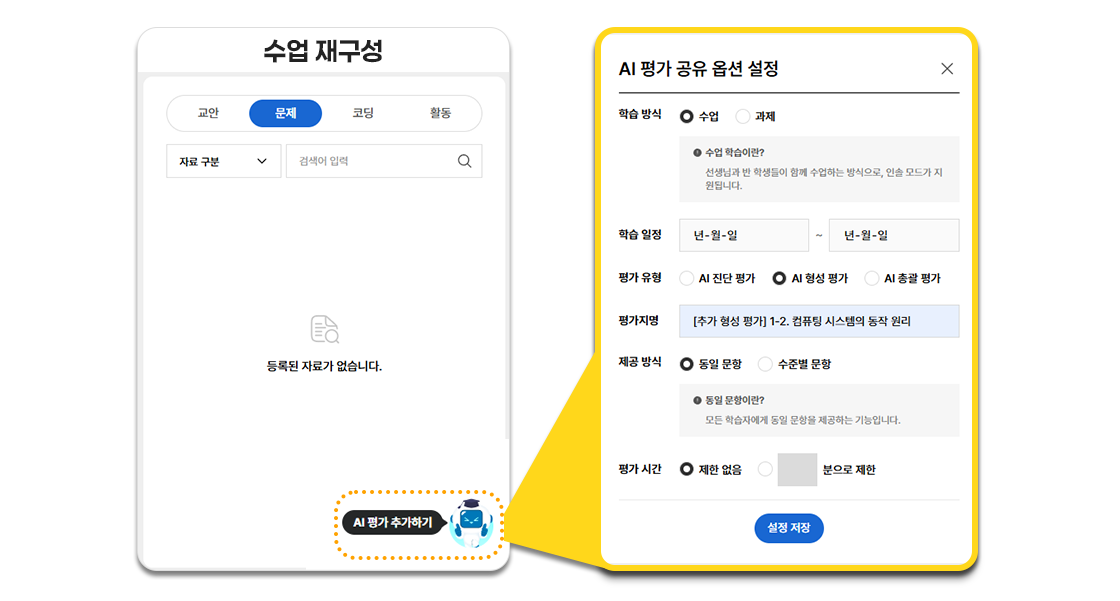 수업 재구성
교안 문제 코딩 활동
자료 구분 검색어 입력
등록된 자료가 없습니다.
AI 평가 추가하기
AI 평가 공유 옵션 설정
학습 방식 수업 과제
수업 학습이란?
선생님과 반 학생들이 함께 수업하는 방식으로, 인솔 모드가 지
원됩니다.
학습 일정 년-월-일 ~ 년-월-일
평가 유형 AI 진단 평가 AI 형성 평가 AI 총괄 평가
평가지명 [추가 형성 평가] 1-2. 컴퓨팅 시스템의 동작 원리
제공 방식 동일 문항 수준별 문항
동일 문항이란?
모든 학습자에게 동일 문항을 제공하는 기능입니다.
평가 시간 제한 없음 분으로 제한
설정 저장